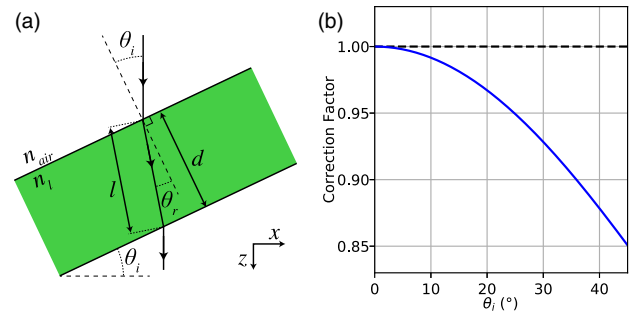 (a)
θi
nair
nl
l
d
θr
θi
x
z
(b)
Correction Factor
1.00
0.95
0.90
0.85
0
10
20
30
40
θi (°)